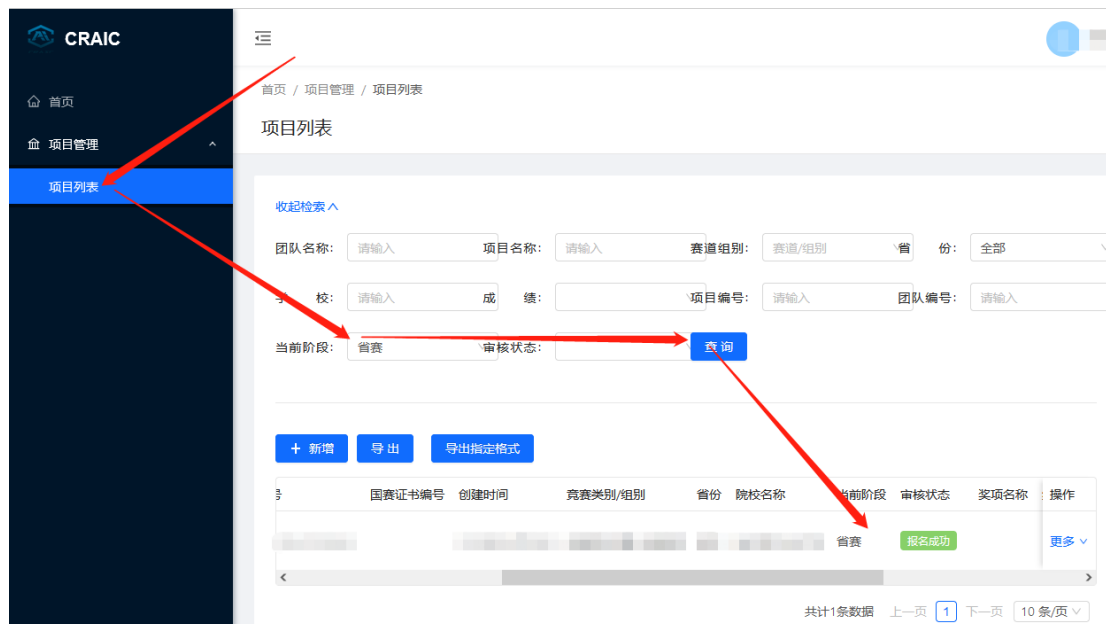 CRAIC
首页
项目管理
项目列表
首页 / 项目管理 / 项目列表
项目列表
收起检索
团队名称: 请输入 项目名称: 请输入 赛道组别: 赛道/组别 省 份: 全部
校: 请输入 成 绩: 项目编号: 请输入 团队编号: 请输入
当前阶段: 省赛 审核状态: 查 询
+ 新增 导 出 导出指定格式
国赛证书编号 创建时间 竞赛类别/组别 省份 院校名称 当前阶段 审核状态 奖项名称 操作
省赛 报名成功 更多
共计1条数据 上一页 1 下一页 10 条/页